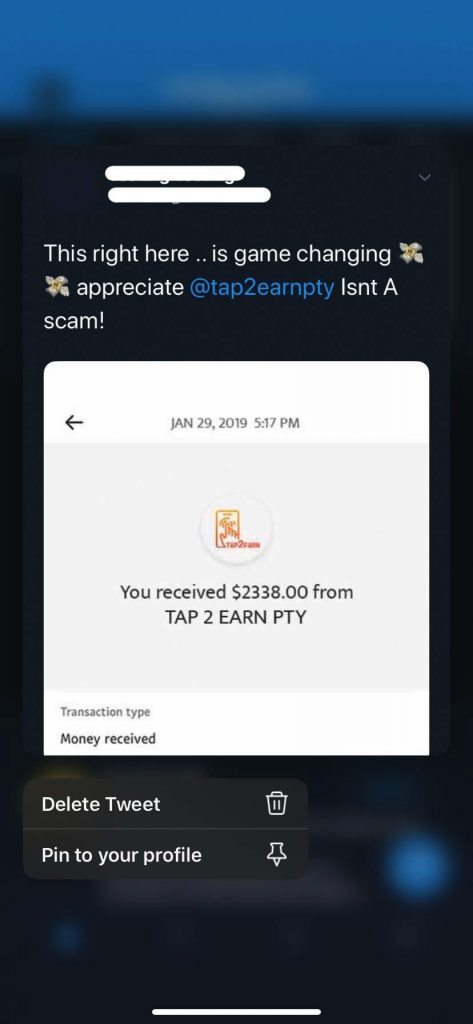 This right here .. is game changing 💸
💸 appreciate @tap2earnpty Isnt A
scam!
JAN 29, 2019 5:17 PM
TAP2EARN
You received $2338.00 from
TAP 2 EARN PTY
Transaction type
Money received
Delete Tweet
Pin to your profile